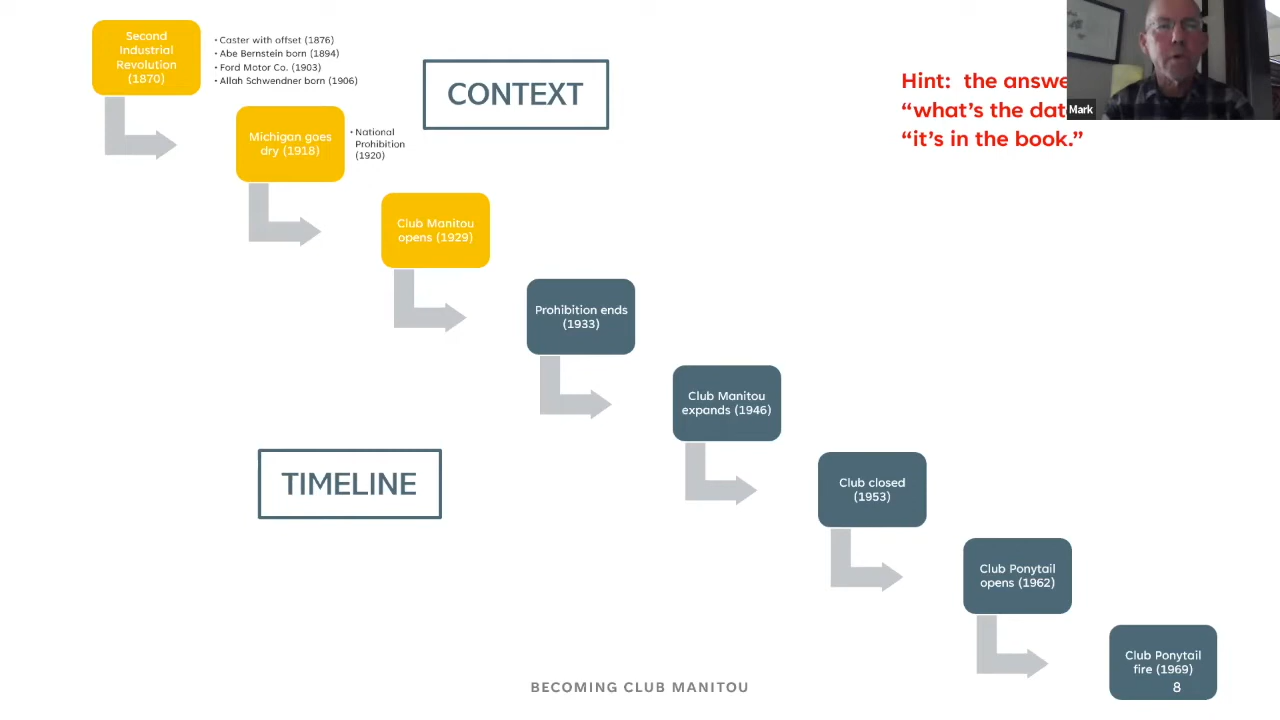 Second
Industrial
Revolution
(1870)
• Caster with offset (1876)
• Abe Bernstein born (1894)
• Ford Motor Co. (1903)
• Allah Schwendner born (1906)
CONTEXT
Hint: the answe
“what’s the dat
“it’s in the book.”
Mark
Michigan goes
dry (1918)
• National
Prohibition
(1920)
Club Manitou
opens (1929)
Prohibition ends
(1933)
Club Manitou
expands (1946)
TIMELINE
Club closed
(1953)
Club Ponytail
opens (1962)
Club Ponytail
fire (1969)
8
BECOMING CLUB MANITOU